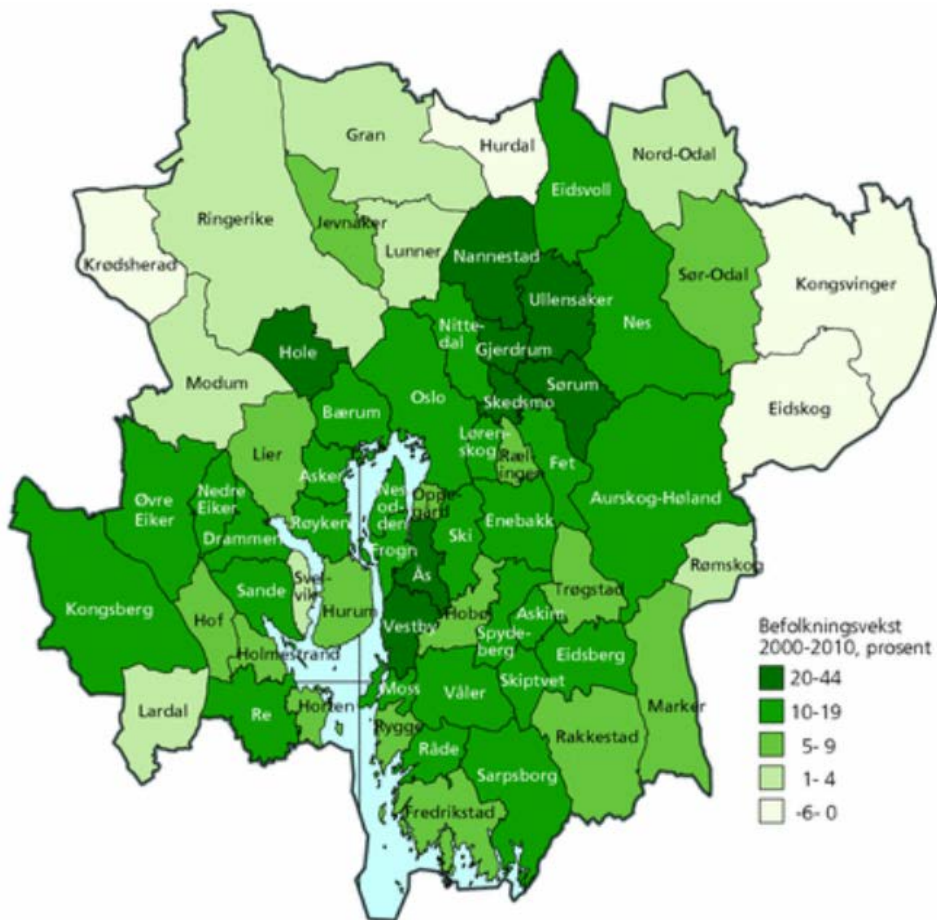 Gran
Hurdal
Nord-Odal
Eidsvoll
Ringerike
Jevnaker
Lunner
Nannestad
Krødsherad
Sør-Odal
Kongsvinger
Ullensaker
Nes
Nitte-
dal
Gjerdrum
Hole
Modum
Oslo
Sørum
Skedsmo
Bærum
Eidskog
Lier
Løren-
skog
Ræl-
ingen
Fet
Asker
Aurskog-Høland
Øvre
Eiker
Nedre
Eiker
Nes
od-
den
Oppe-
gård
Røyken
Enebakk
Drammen
Ski
Frogn
Rømskog
Ås
Kongsberg
Sande
Svel-
vik
Hurum
Trøgstad
Hof
Vestby
Hobøl
Askim
Spyde-
berg
Holmestrand
Eidsberg
Skiptvet
Moss
Våler
Lardal
Re
Horten
Marker
Rygge
Rakkestad
Råde
Sarpsborg
Fredrikstad
Befolkningsvekst
2000-2010, prosent
20-44
10-19
5- 9
1- 4
-6- 0